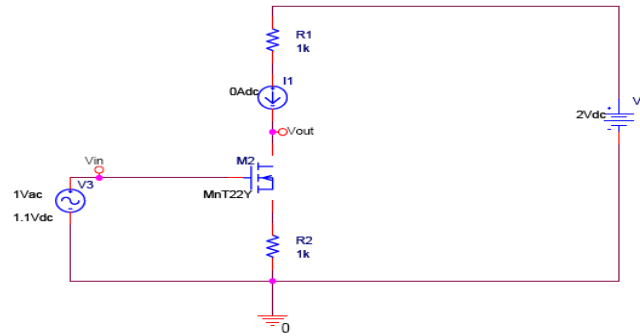 R1
1k
I1
0Adc
Vout
V
2Vdc
Vin
M2
V3
MnT22Y
1Vac
1.1Vdc
R2
1k
0